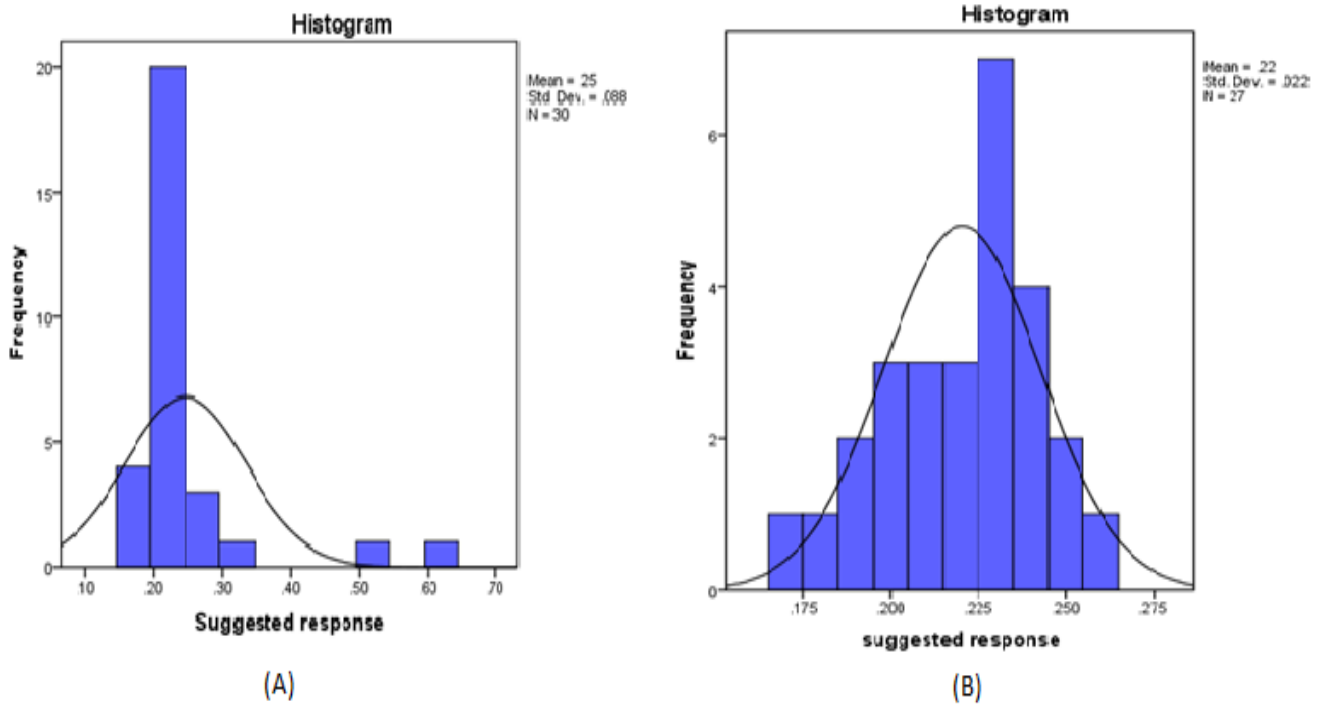 Histogram
20
15
10
5
0
.10
.20
.30
.40
.50
.60
.70
Frequency
Suggested response
Mean = .25
Std. Dev. = .088
N = 30
(A)
Histogram
6
4
2
0
.175
.200
.225
.250
.275
Frequency
suggested response
Mean = .22
Std. Dev. = .022
N = 27
(B)